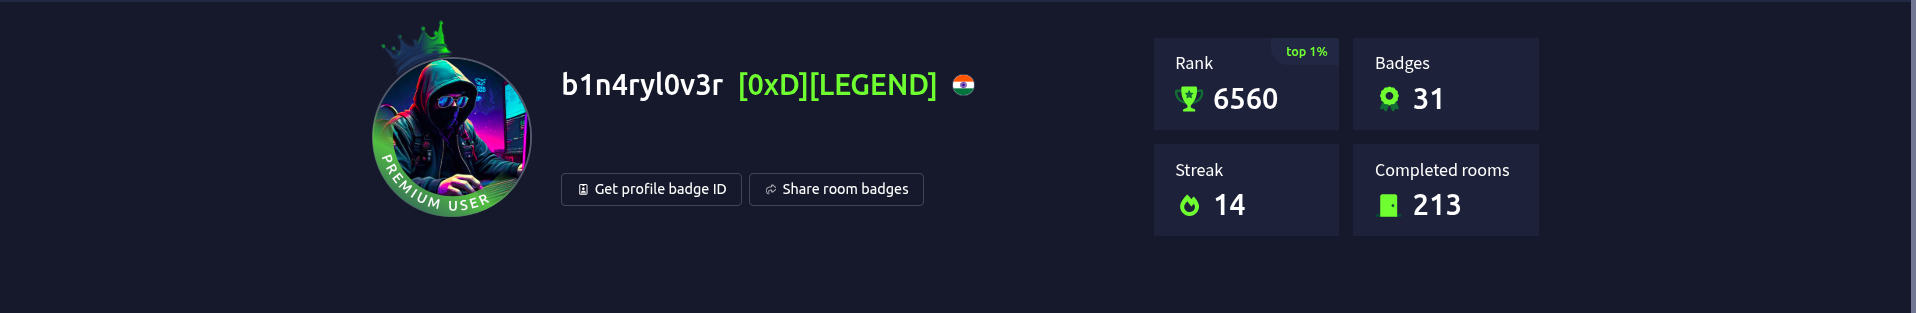 b1n4ryl0v3r [0xD][LEGEND]
PREMIUM USER
Get profile badge ID
Share room badges
Rank
top 1%
6560
Badges
31
Streak
14
Completed rooms
213